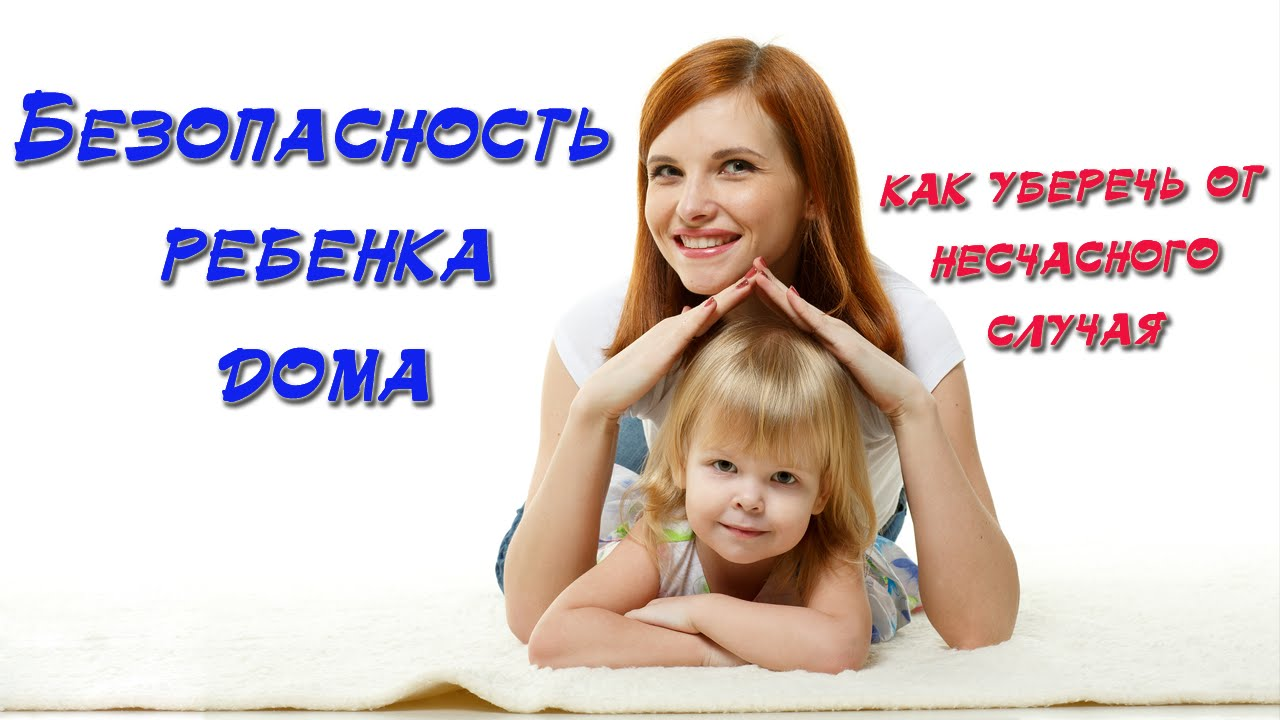 Безопасность
ребенка
дома
как уберечь от
несчасного
случая